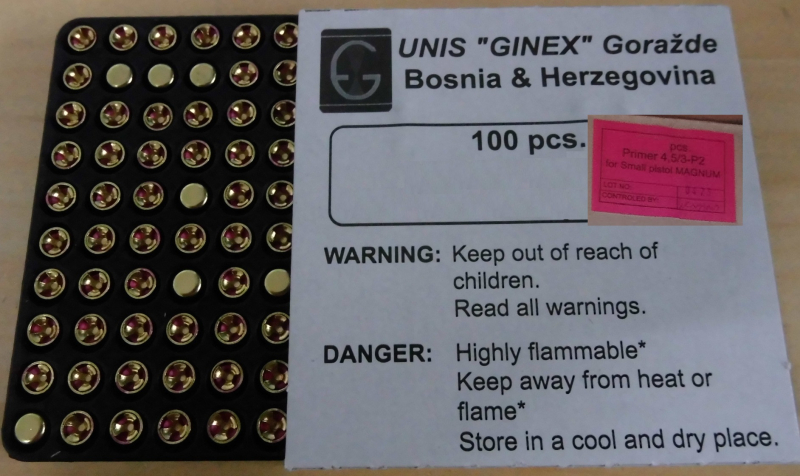 UNIS "GINEX" Goražde
Bosnia & Herzegovina
100 pcs.
pcs.
Primer 4,5/3-P2
for Small pistol MAGNUM
LOT NO:
CONTROLED BY:
WARNING: Keep out of reach of
children.
Read all warnings.
DANGER: Highly flammable*
Keep away from heat or
flame*
Store in a cool and dry place.